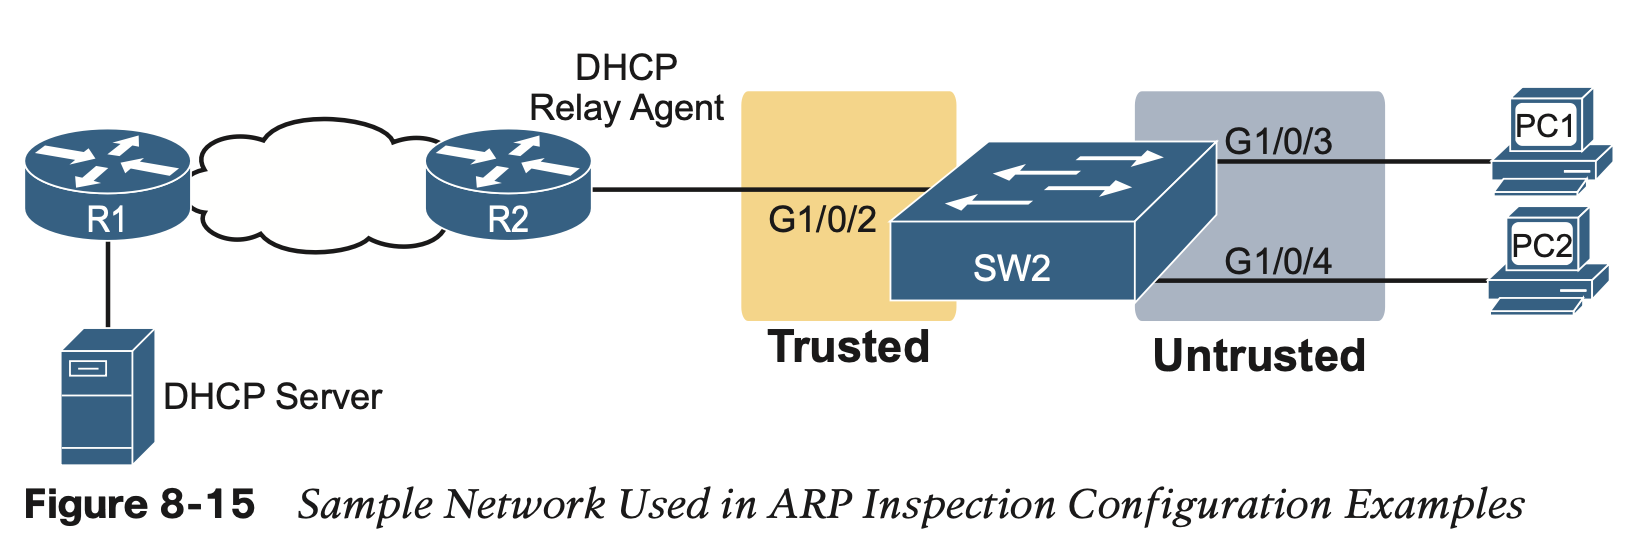 DHCP
Relay Agent
R1
R2
G1/0/2
SW2
G1/0/3
PC1
G1/0/4
PC2
Trusted
Untrusted
DHCP Server
Figure 8-15 Sample Network Used in ARP Inspection Configuration Examples